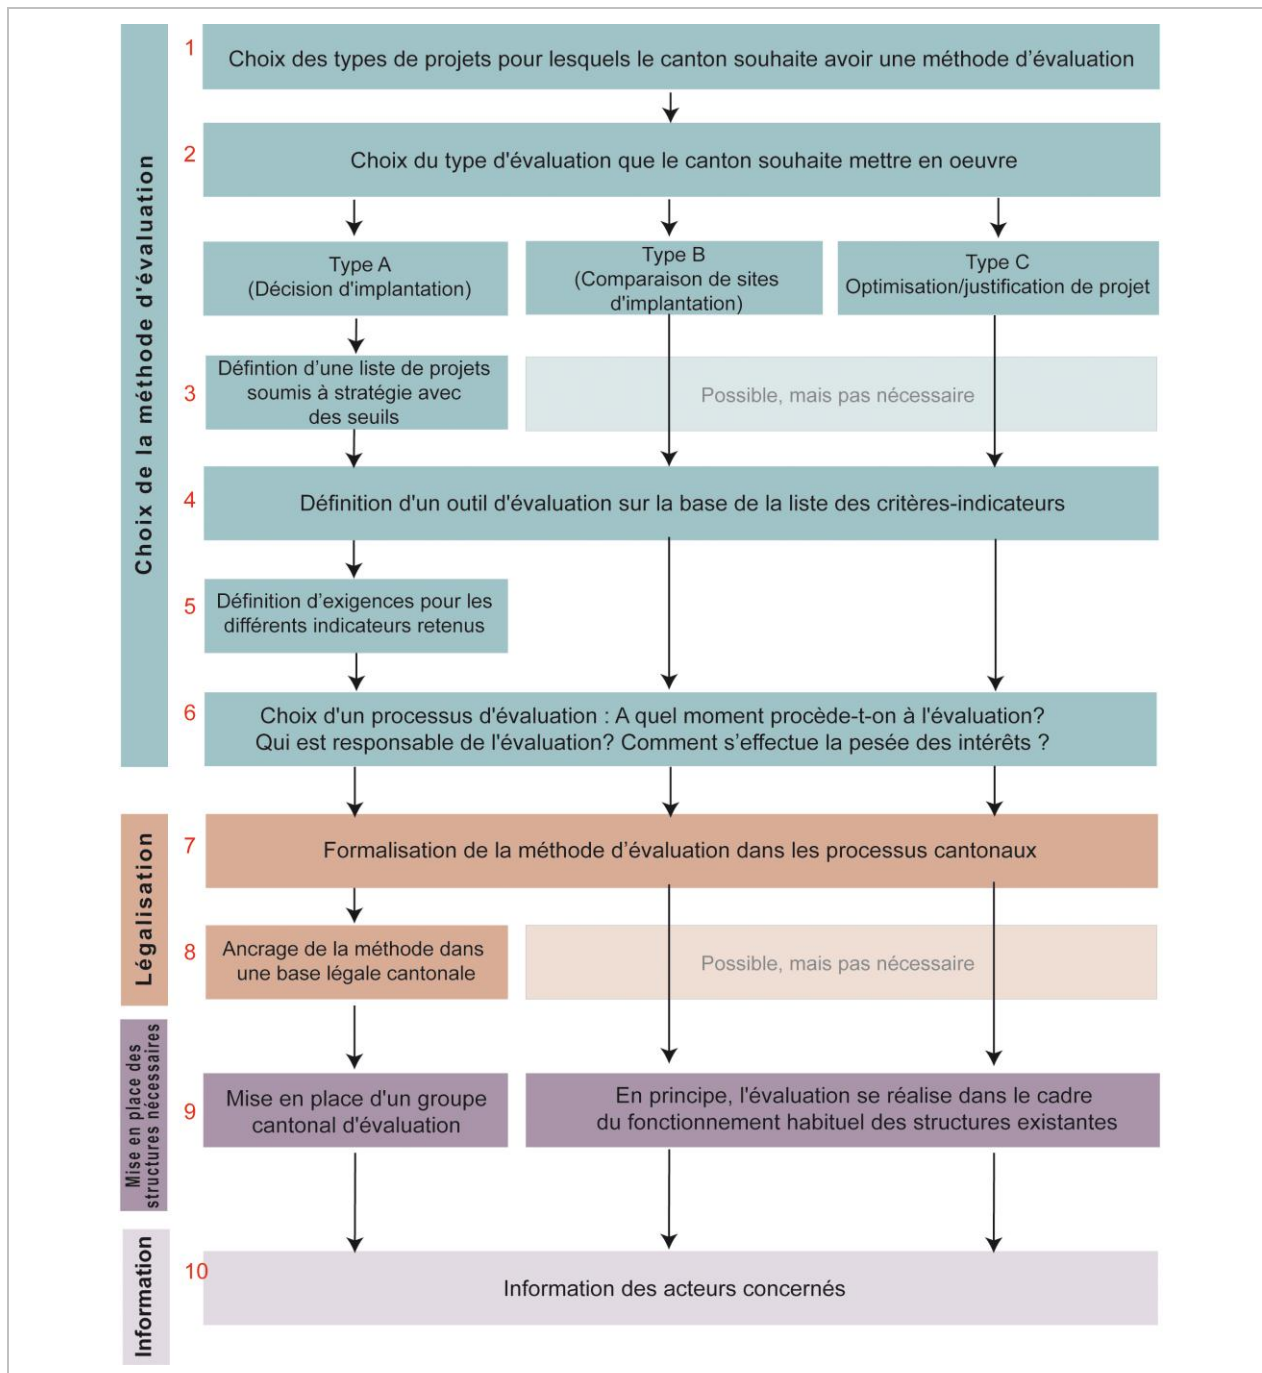 Choix de la méthode d'évaluation
1
Choix des types de projets pour lesquels le canton souhaite avoir une méthode d'évaluation
2
Choix du type d'évaluation que le canton souhaite mettre en oeuvre
Type A
(Décision d'implantation)
Type B
(Comparaison de sites
d'implantation)
Type C
Optimisation/justification de projet
3
Défintion d'une liste de projets
soumis à stratégie avec
des seuils
Possible, mais pas nécessaire
4
Définition d'un outil d'évaluation sur la base de la liste des critères-indicateurs
5
Définition d'exigences pour les
différents indicateurs retenus
6
Choix d'un processus d'évaluation : A quel moment procède-t-on à l'évaluation?
Qui est responsable de l'évaluation? Comment s'effectue la pesée des intérêts ?
Légalisation
7
Formalisation de la méthode d'évaluation dans les processus cantonaux
8
Ancrage de la méthode dans
une base légale cantonale
Possible, mais pas nécessaire
Mise en place des
structures nécessaires
9
Mise en place d'un groupe
cantonal d'évaluation
En principe, l'évaluation se réalise dans le cadre
du fonctionnement habituel des structures existantes
Information
10
Information des acteurs concernés